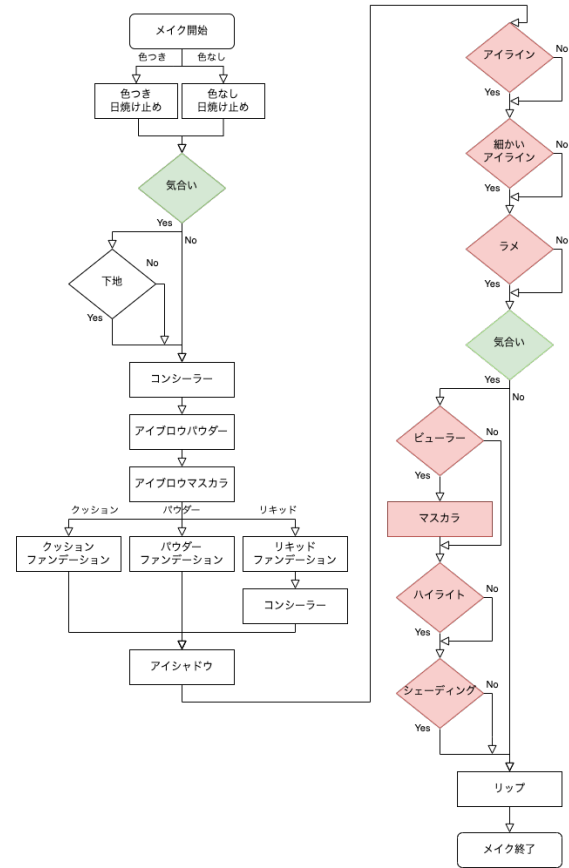 メイク開始
色つき
色なし
色つき
日焼け止め
色なし
日焼け止め
気合い
Yes
No
下地
No
Yes
コンシーラー
アイブロウパウダー
アイブロウマスカラ
クッション
パウダー
リキッド
クッション
ファンデーション
パウダー
ファンデーション
リキッド
ファンデーション
コンシーラー
アイシャドウ
アイライン
No
Yes
細かい
アイライン
No
Yes
ラメ
No
Yes
気合い
Yes
No
ビューラー
No
Yes
マスカラ
ハイライト
No
Yes
シェーディング
No
Yes
リップ
メイク終了